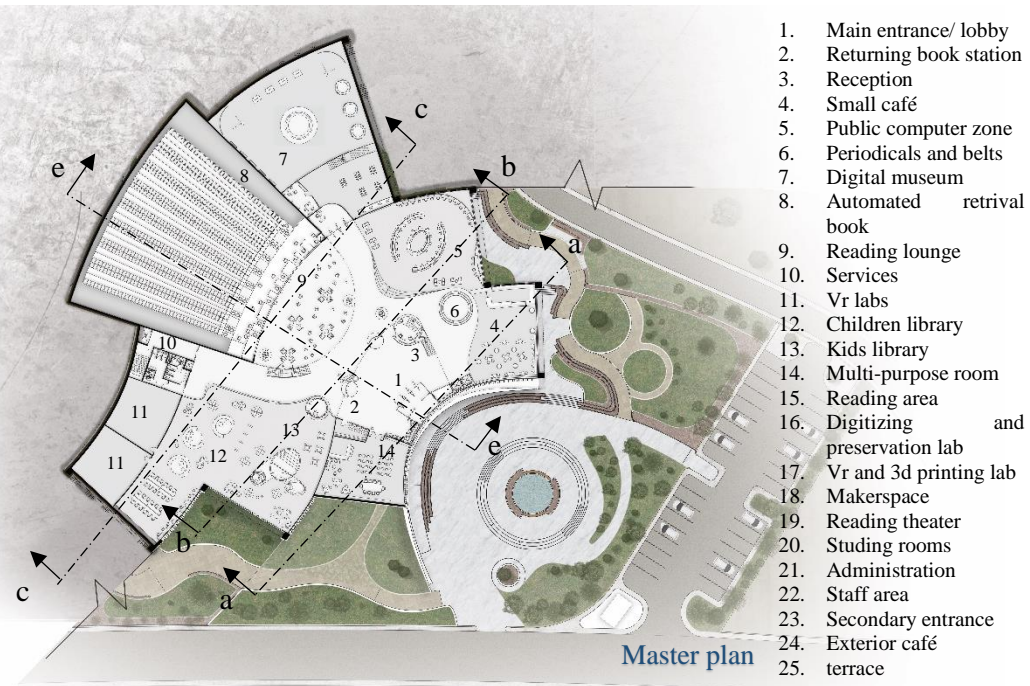 1. Main entrance/ lobby
2. Returning book station
3. Reception
4. Small café
5. Public computer zone
6. Periodicals and belts
7. Digital museum
8. Automated retrival
book
9. Reading lounge
10. Services
11. Vr labs
12. Children library
13. Kids library
14. Multi-purpose room
15. Reading area
16. Digitizing and
preservation lab
17. Vr and 3d printing lab
18. Makerspace
19. Reading theater
20. Studing rooms
21. Administration
22. Staff area
23. Secondary entrance
24. Exterior café
25. terrace
c
7
e
8
b
a
5
9
6
4
10
3
1
2
11
13
e
14
12
11
b
c
a
Master plan